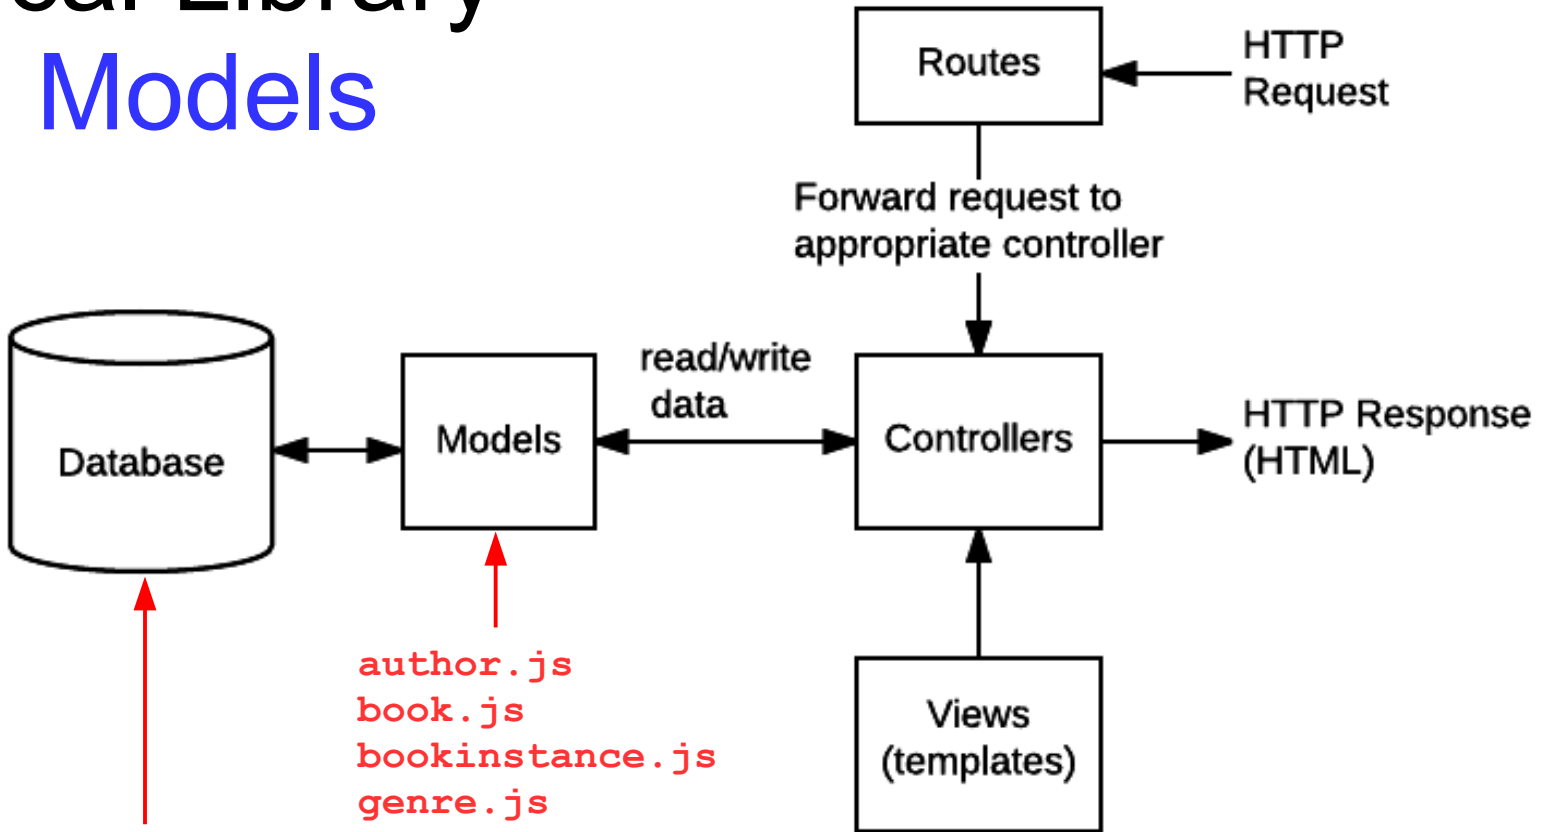 Library
Models
Routes
HTTP
Request
Forward request to
appropriate controller
read/write
data
Database
Models
Controllers
HTTP Response
(HTML)
author.js
book.js
bookinstance.js
genre.js
Views
(templates)